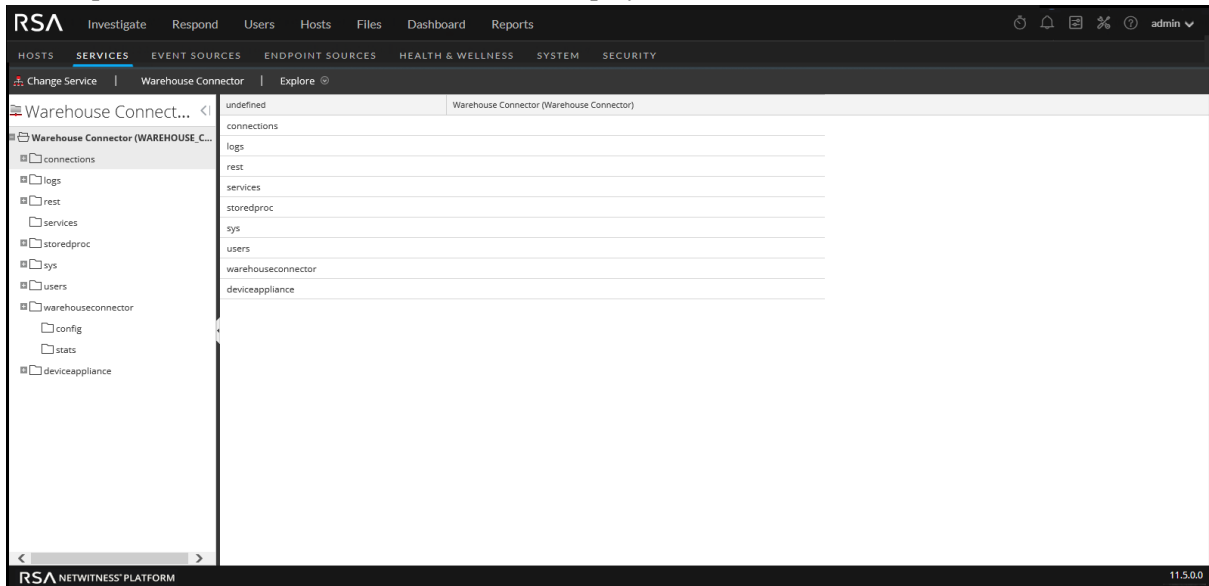 RSA Investigate Respond Users Hosts Files Dashboard Reports admin
HOSTS SERVICES EVENT SOURCES ENDPOINT SOURCES HEALTH & WELLNESS SYSTEM SECURITY
Change Service | Warehouse Connector | Explore
Warehouse Connect...
undefined Warehouse Connector (Warehouse Connector)
Warehouse Connector (WAREHOUSE_C...
connections
logs
rest
services
storedproc
sys
users
warehouseconnector
config
stats
deviceappliance
connections
logs
rest
services
storedproc
sys
users
warehouseconnector
deviceappliance
RSA NETWITNESS® PLATFORM 11.5.0.0